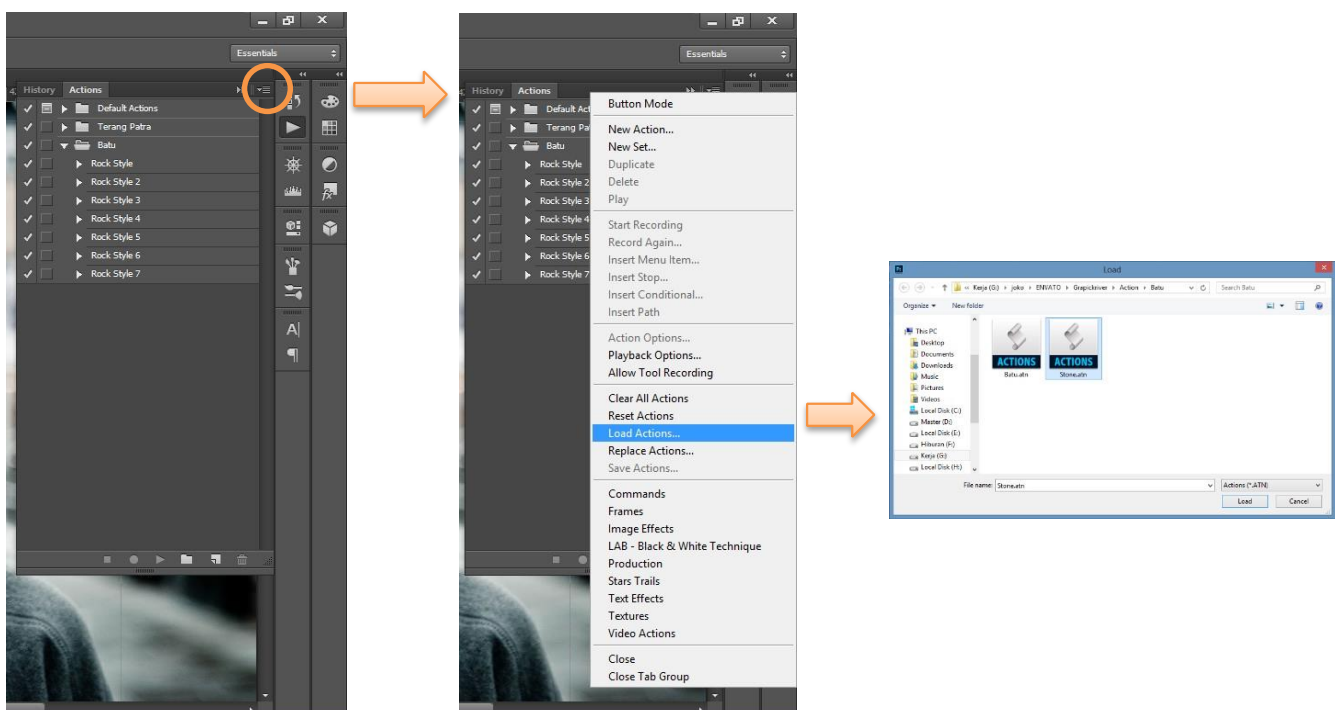 Essentials
History Actions
Default Actions
Terang Patra
Batu
Rock Style
Rock Style 2
Rock Style 3
Rock Style 4
Rock Style 5
Rock Style 6
Rock Style 7
A
Essentials
History Actions
Default Act
Terang Pa
Batu
Rock Style
Rock Style 2
Rock Style 3
Rock Style 4
Rock Style 5
Rock Style 6
Rock Style 7
Button Mode
New Action...
New Set...
Duplicate
Delete
Play
Start Recording
Record Again...
Insert Menu Item...
Insert Stop...
Insert Conditional...
Insert Path
Action Options...
Playback Options...
Allow Tool Recording
Clear All Actions
Reset Actions
Load Actions...
Replace Actions...
Save Actions...
Commands
Frames
Image Effects
LAB - Black & White Technique
Production
Stars Trails
Text Effects
Textures
Video Actions
Close
Close Tab Group
Load
« Kerja (G:) joko ENVATO Grapickriver Action Batu
Search Batu
Organize New folder
This PC
Desktop
Documents
Downloads
Music
Pictures
Videos
Local Disk (C:)
Master (D:)
Local Disk (E:)
Hiburan (F:)
Kerja (G:)
Local Disk (H:)
ACTIONS
Batu.atn
ACTIONS
Stone.atn
File name: Stone.atn
Actions (*.ATN)
Load Cancel